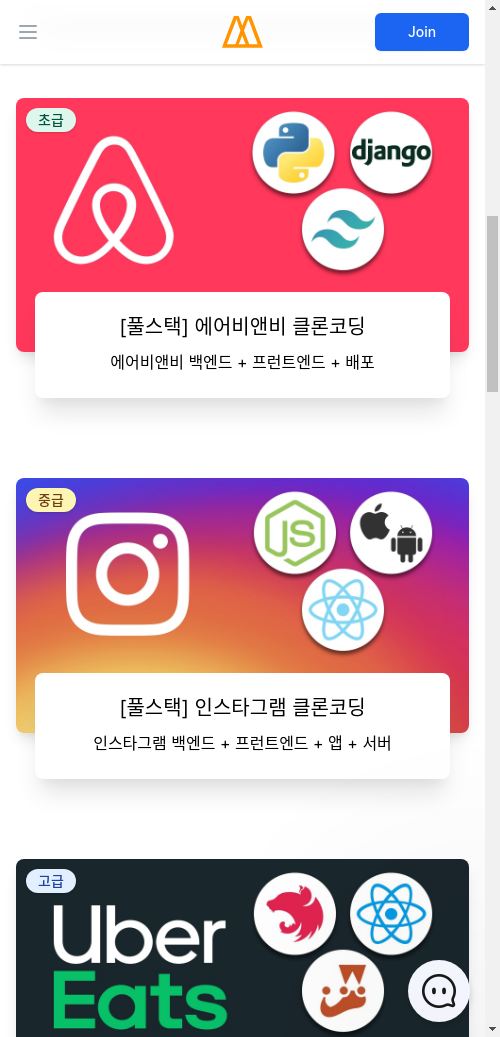 Join
초급
django
[풀스택] 에어비앤비 클론코딩
에어비앤비 백엔드 + 프런트엔드 + 배포
중급
JS
[풀스택] 인스타그램 클론코딩
인스타그램 백엔드 + 프런트엔드 + 앱 + 서버
고급
Uber
Eats